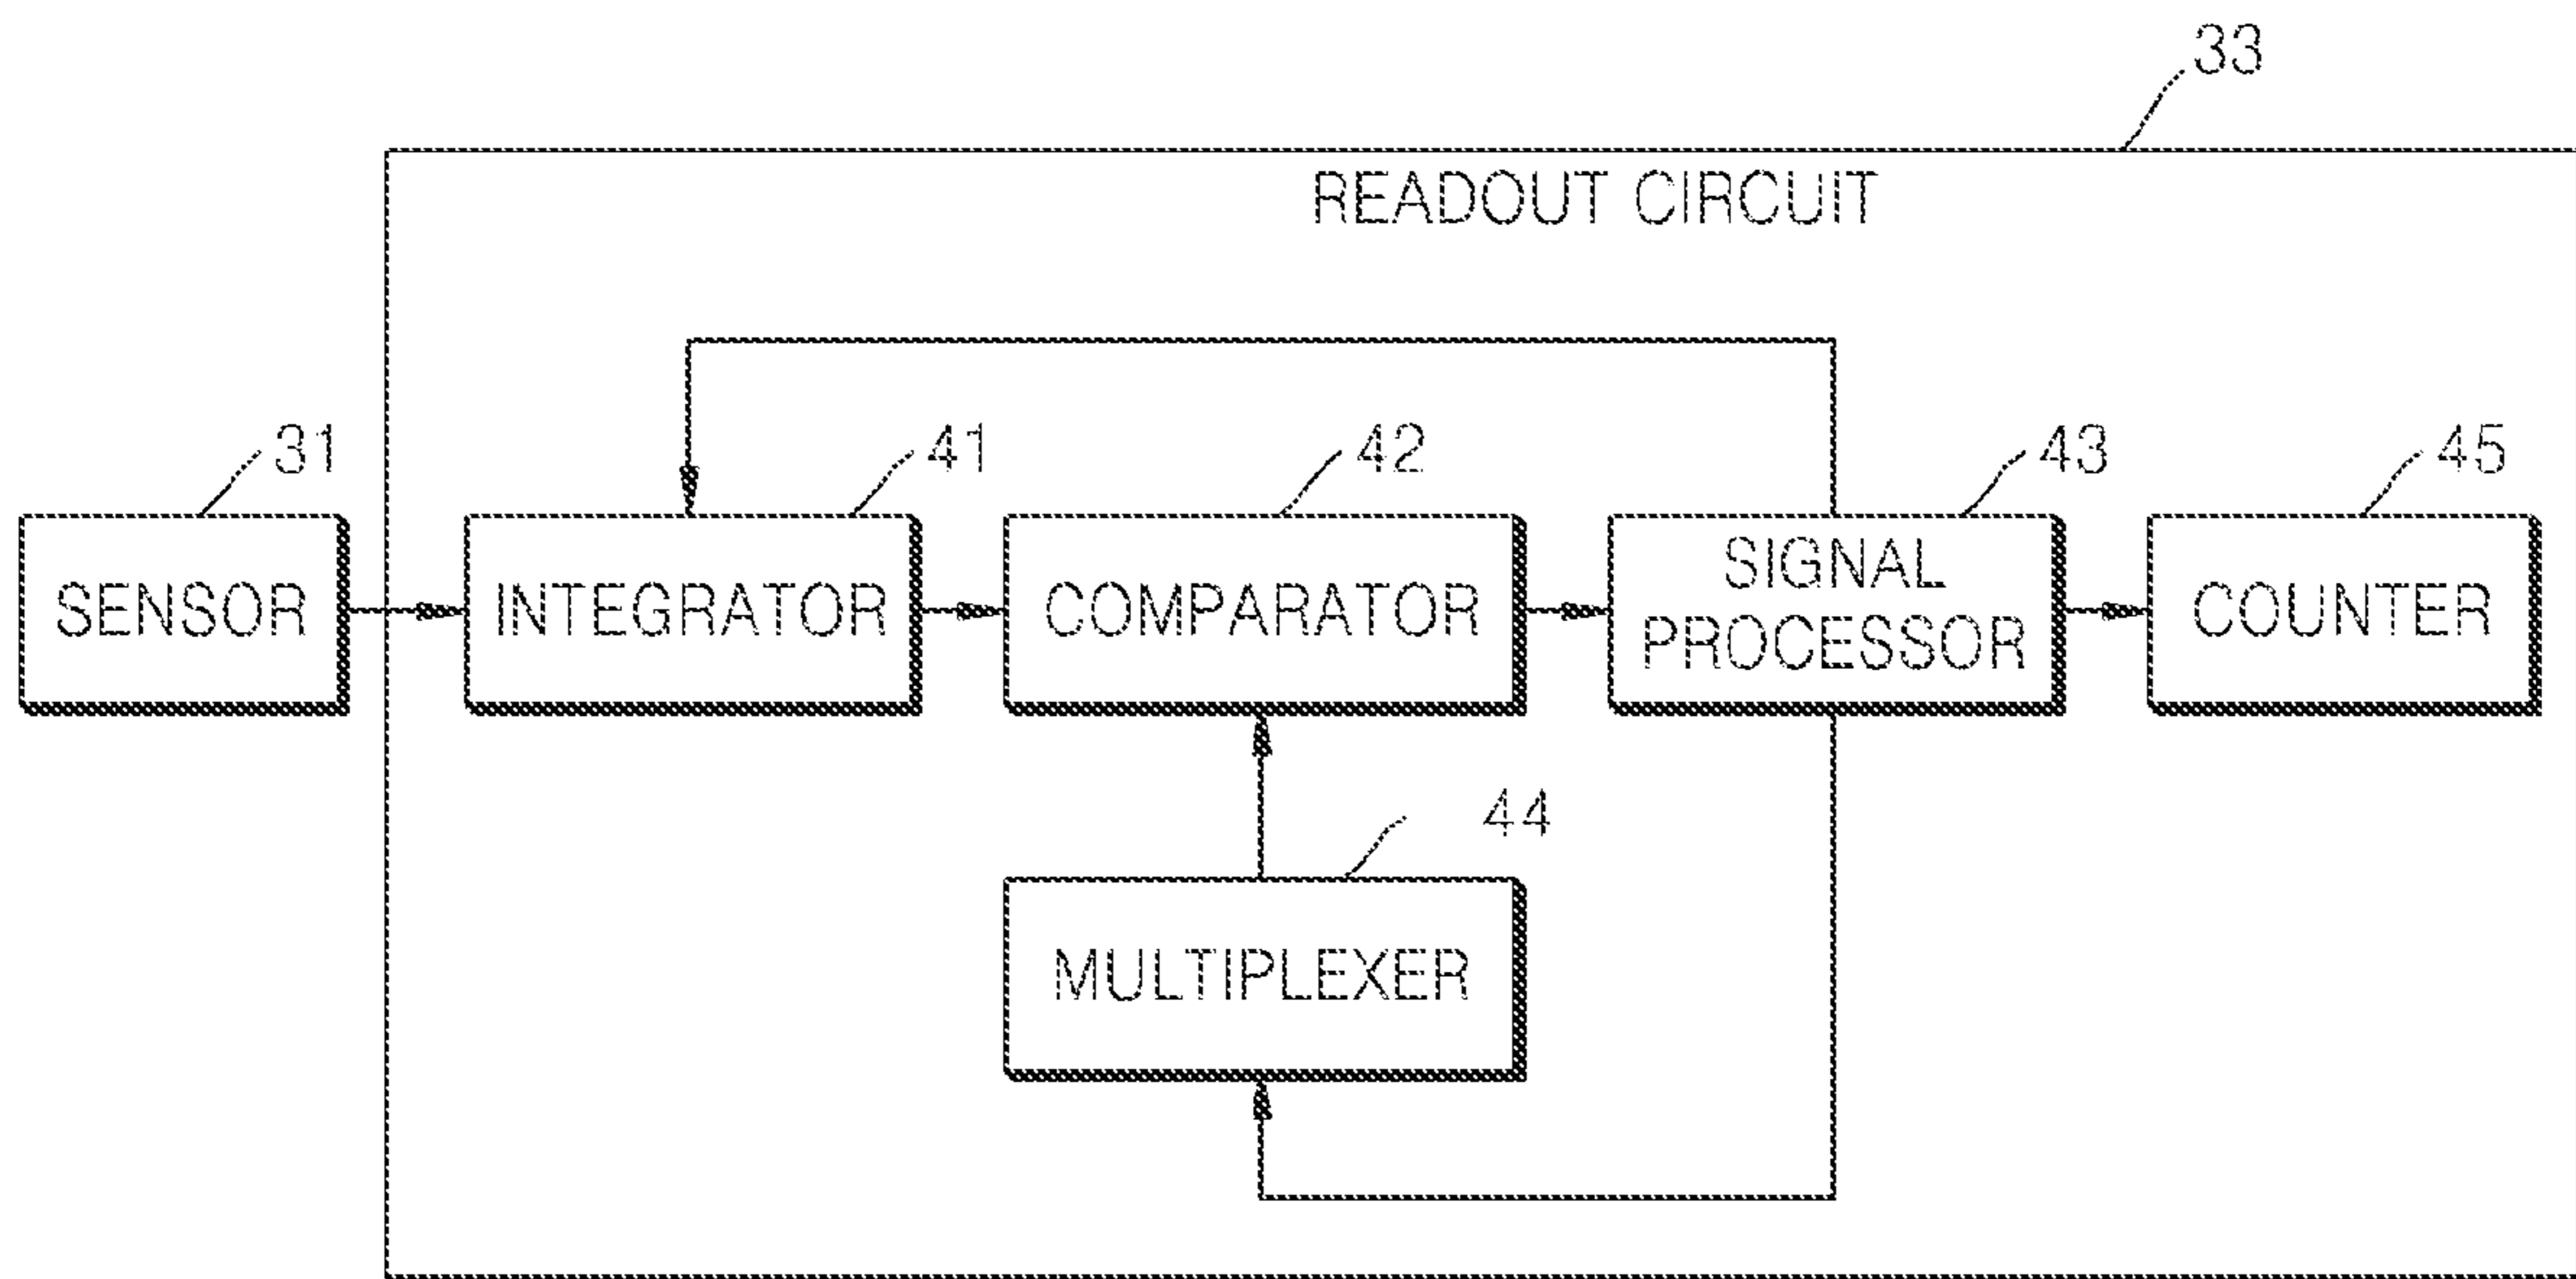 33
READOUT CIRCUIT
31
41
42
43
45
SENSOR
INTEGRATOR
COMPARATOR
SIGNAL
PROCESSOR
COUNTER
44
MULTIPLEXER